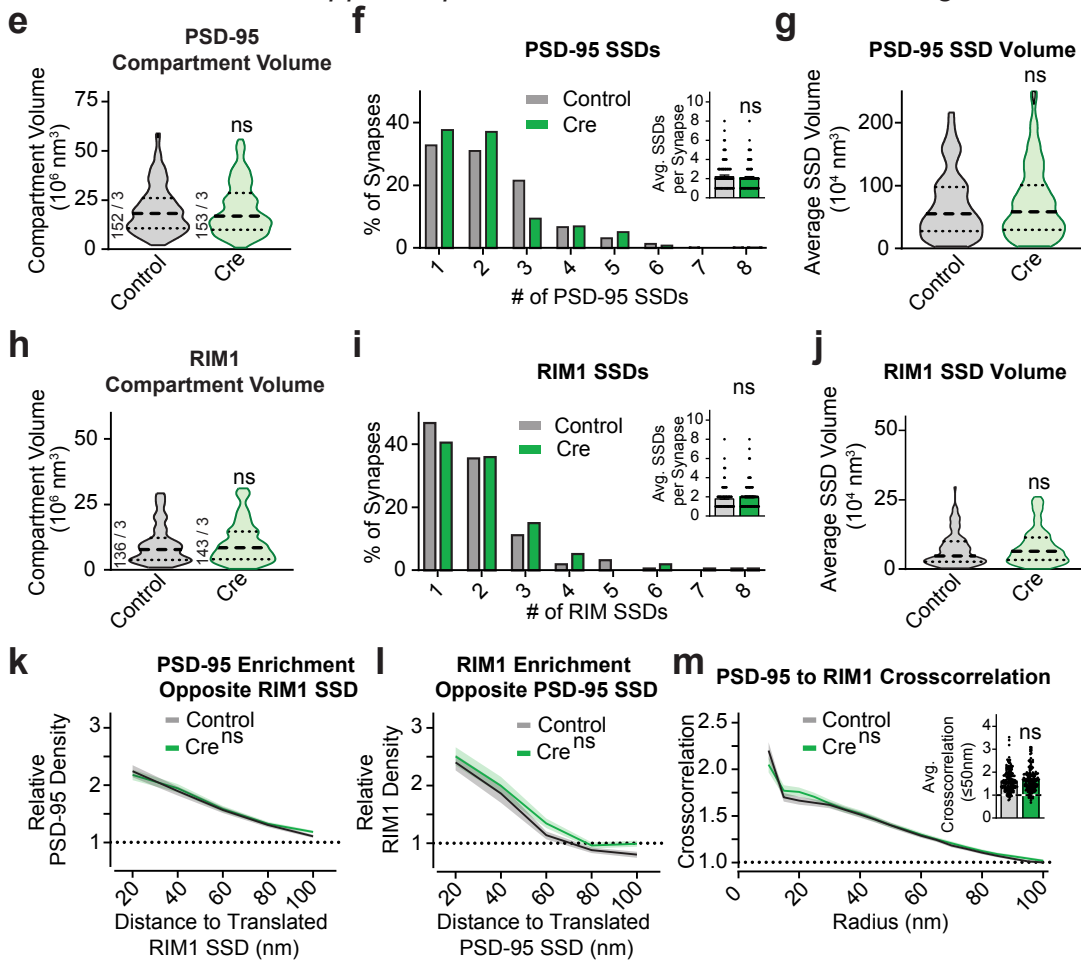 e
PSD-95
Compartment Volume
Compartment Volume
(10⁶ nm³)
75
50
25
0
ns
152 / 3
153 / 3
Control
Cre
f
PSD-95 SSDs
% of Synapses
40
20
0
Control
Cre
Avg. SSDs
per Synapse
10
8
6
4
2
0
ns
1
2
3
4
5
6
7
8
# of PSD-95 SSDs
g
PSD-95 SSD Volume
Average SSD Volume
(10⁴ nm³)
200
100
0
ns
Control
Cre
h
RIM1
Compartment Volume
Compartment Volume
(10⁶ nm³)
50
25
0
ns
136 / 3
143 / 3
Control
Cre
i
RIM1 SSDs
% of Synapses
40
20
0
Control
Cre
Avg. SSDs
per Synapse
10
8
6
4
2
0
ns
1
2
3
4
5
6
7
8
# of RIM SSDs
j
RIM1 SSD Volume
Average SSD Volume
(10⁴ nm³)
50
25
0
ns
Control
Cre
k
PSD-95 Enrichment
Opposite RIM1 SSD
Relative
PSD-95 Density
3
2
1
Control
Cre ns
20
40
60
80
100
Distance to Translated
RIM1 SSD (nm)
l
RIM1 Enrichment
Opposite PSD-95 SSD
Relative
RIM1 Density
3
2
1
Control
Cre ns
20
40
60
80
100
Distance to Translated
PSD-95 SSD (nm)
m
PSD-95 to RIM1 Crosscorrelation
Crosscorrelation
2.5
2.0
1.5
1.0
Control
Cre ns
Avg.
Crosscorrelation
(≤50nm)
4
3
2
1
0
ns
0
20
40
60
80
100
Radius (nm)